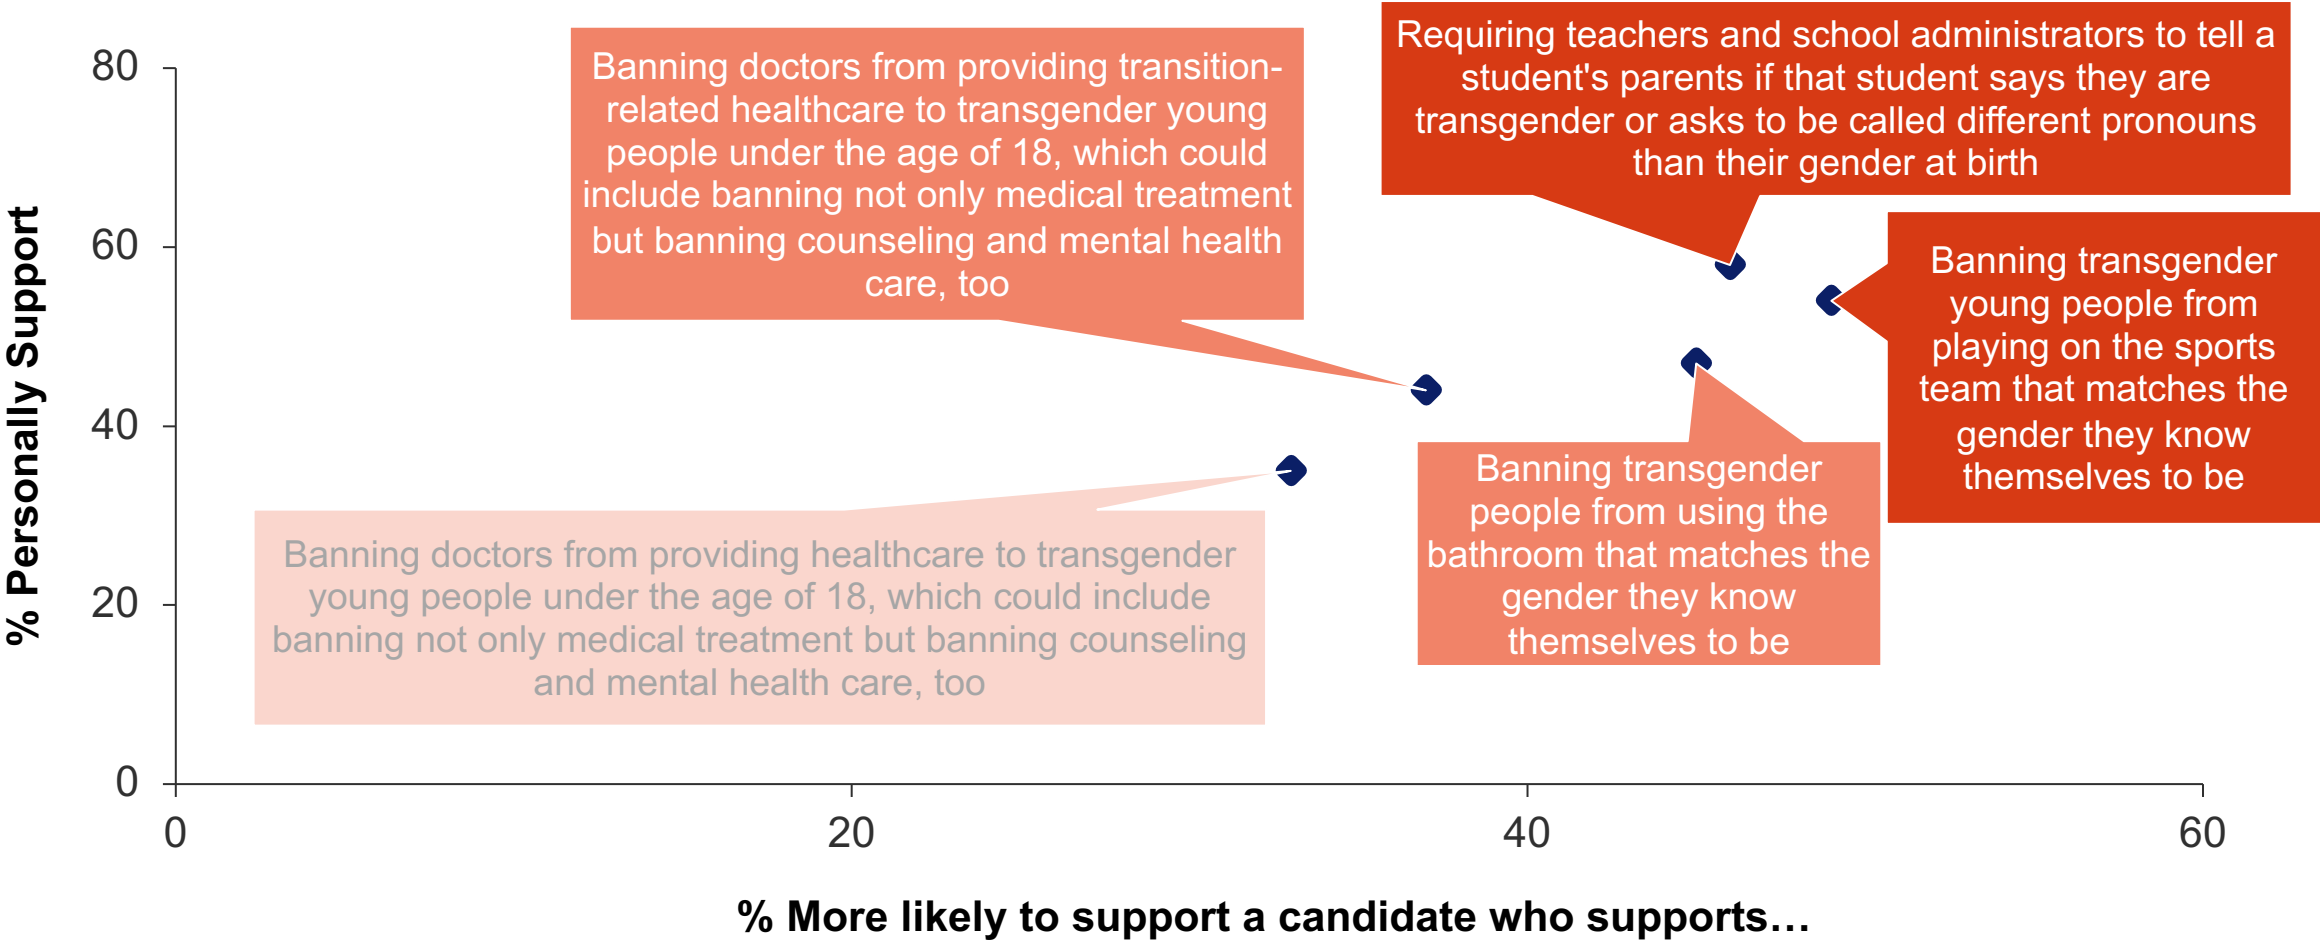 % Personally Support
80
60
40
20
0
Banning doctors from providing transition-
related healthcare to transgender young
people under the age of 18, which could
include banning not only medical treatment
but banning counseling and mental health
care, too
Requiring teachers and school administrators to tell a
student's parents if that student says they are
transgender or asks to be called different pronouns
than their gender at birth
Banning transgender
young people from
playing on the sports
team that matches the
gender they know
themselves to be
Banning transgender
people from using the
bathroom that matches the
gender they know
themselves to be
Banning doctors from providing healthcare to transgender
young people under the age of 18, which could include
banning not only medical treatment but banning counseling
and mental health care, too
0
20
40
60
% More likely to support a candidate who supports…